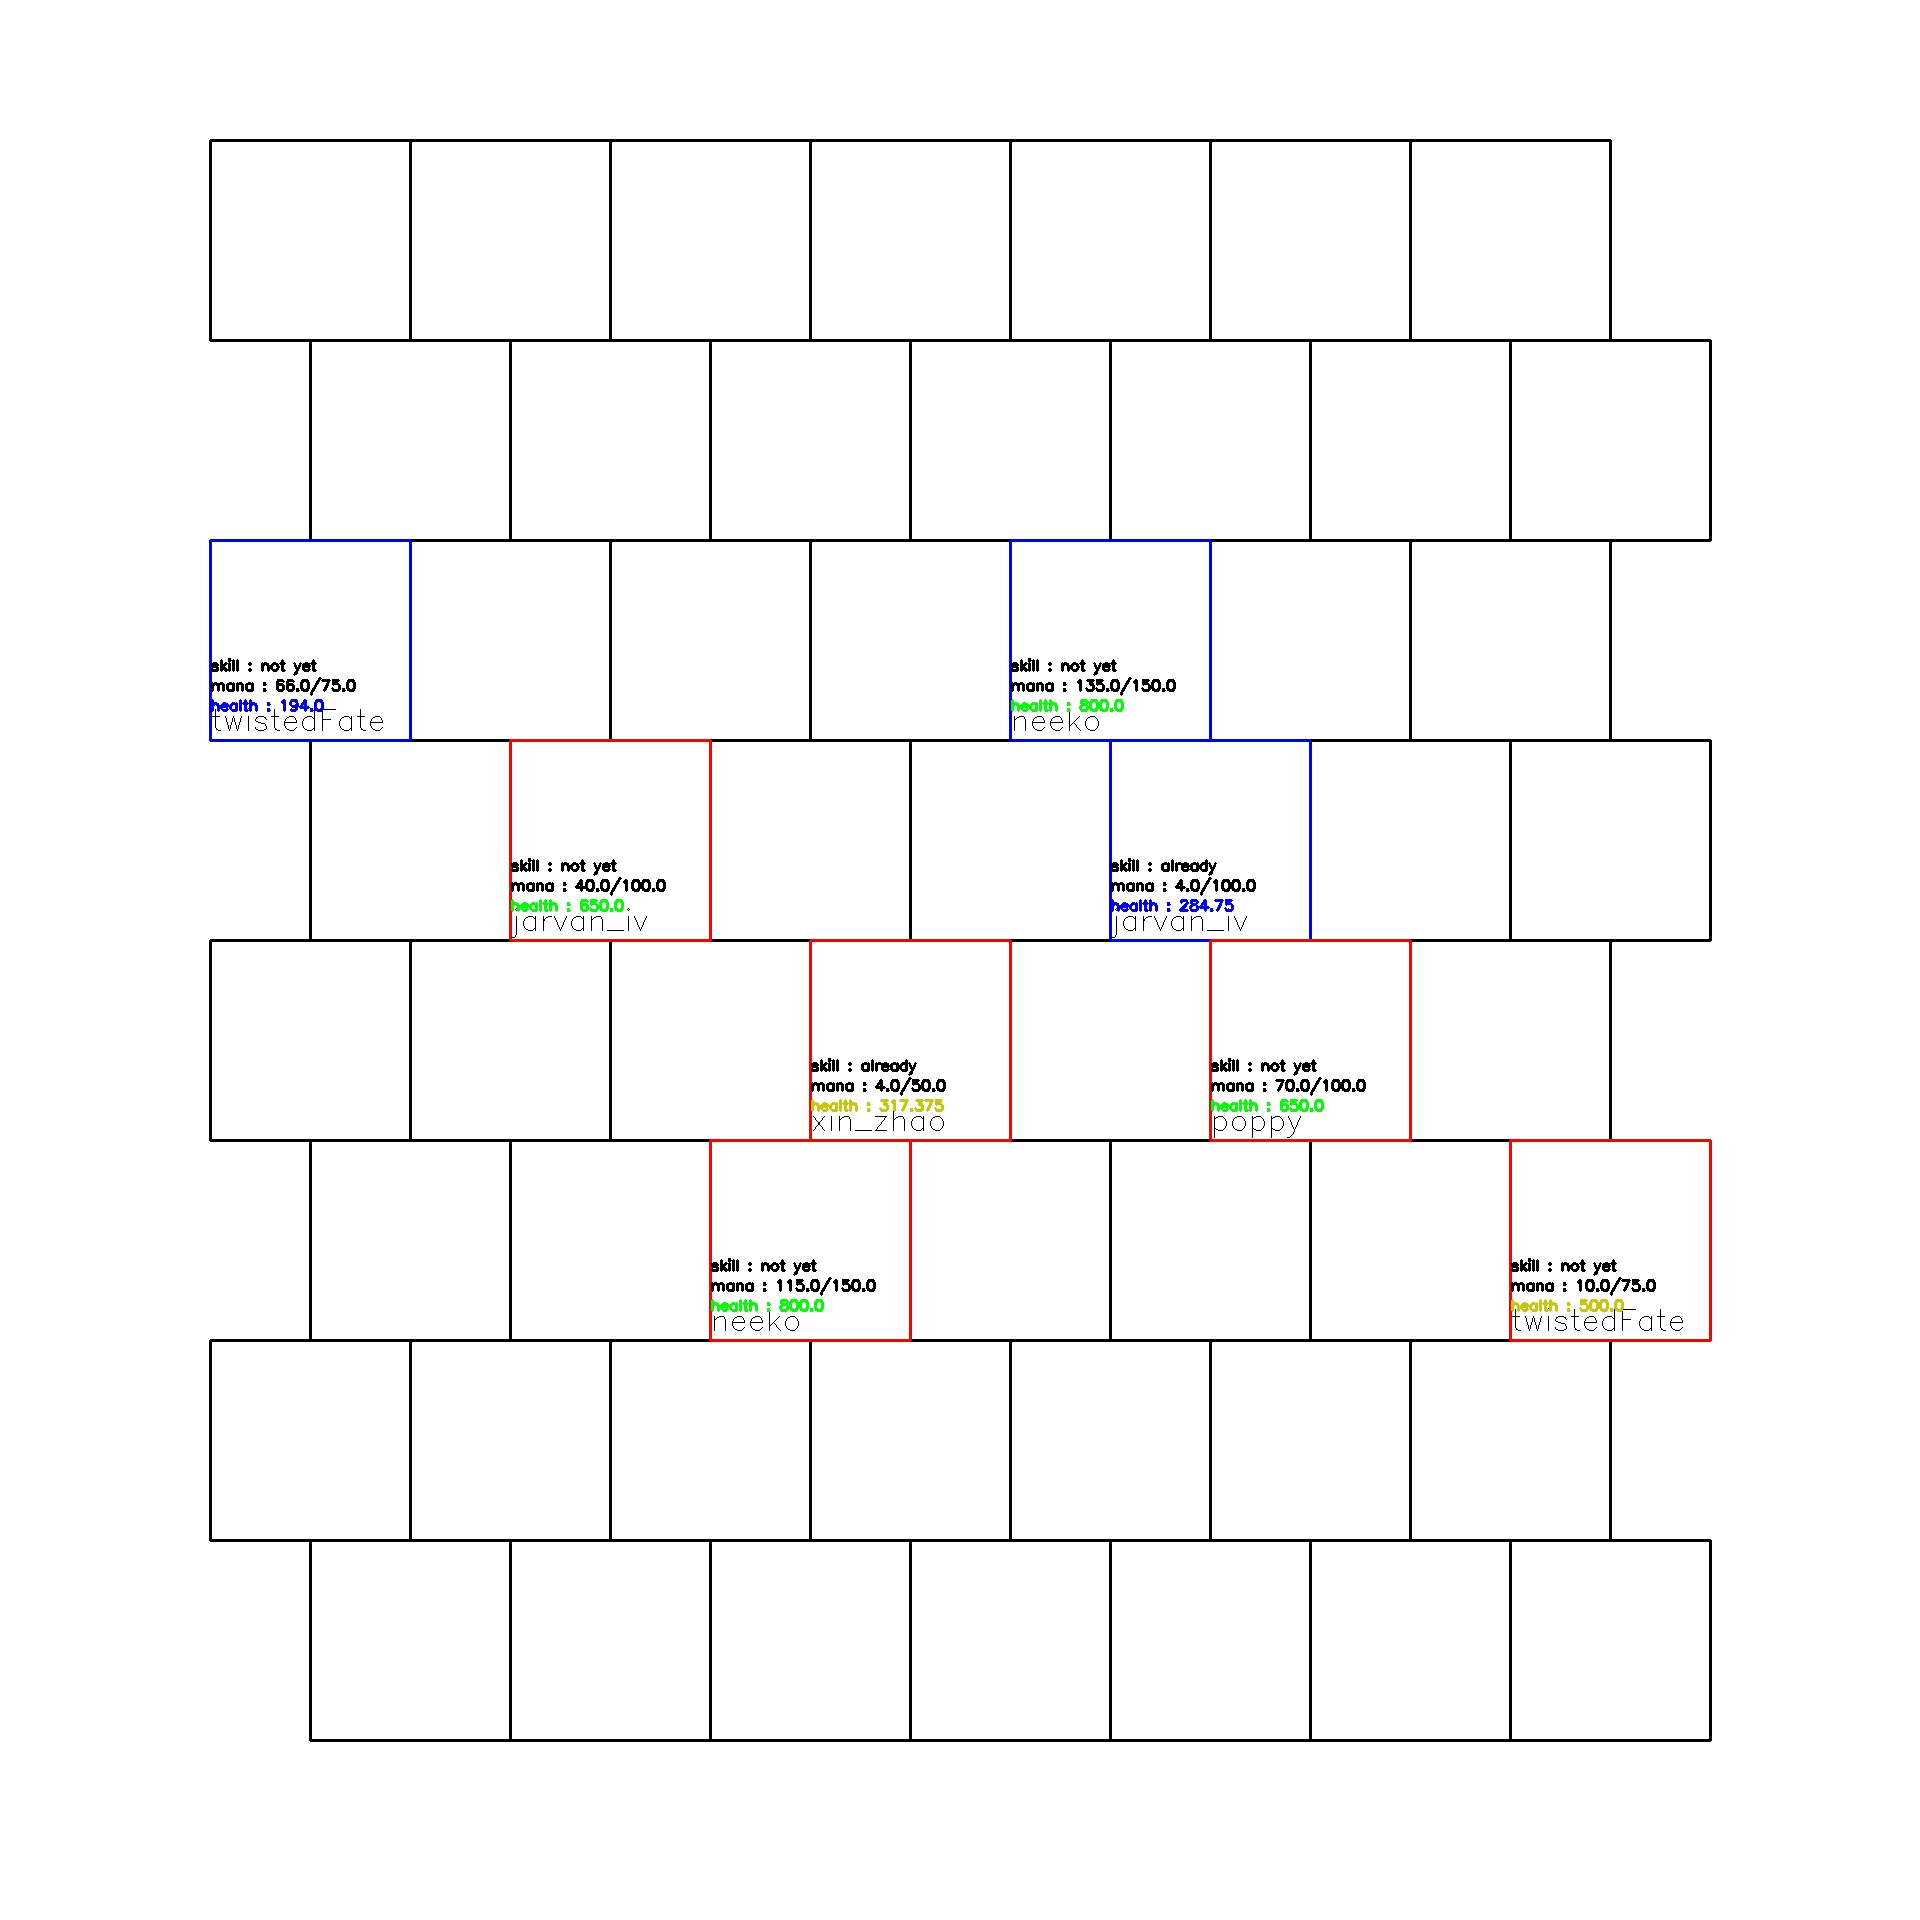 skill : not yet
mana : 66.0/75.0
health : 194.0
twistedFate
skill : not yet
mana : 135.0/150.0
health : 800.0
neeko
skill : not yet
mana : 40.0/100.0
health : 650.0
jarvan_iv
skill : already
mana : 4.0/100.0
health : 284.75
jarvan_iv
skill : already
mana : 4.0/50.0
health : 317.375
xin_zhao
skill : not yet
mana : 70.0/100.0
health : 650.0
poppy
skill : not yet
mana : 115.0/150.0
health : 800.0
neeko
skill : not yet
mana : 10.0/75.0
health : 500.0
twistedFate